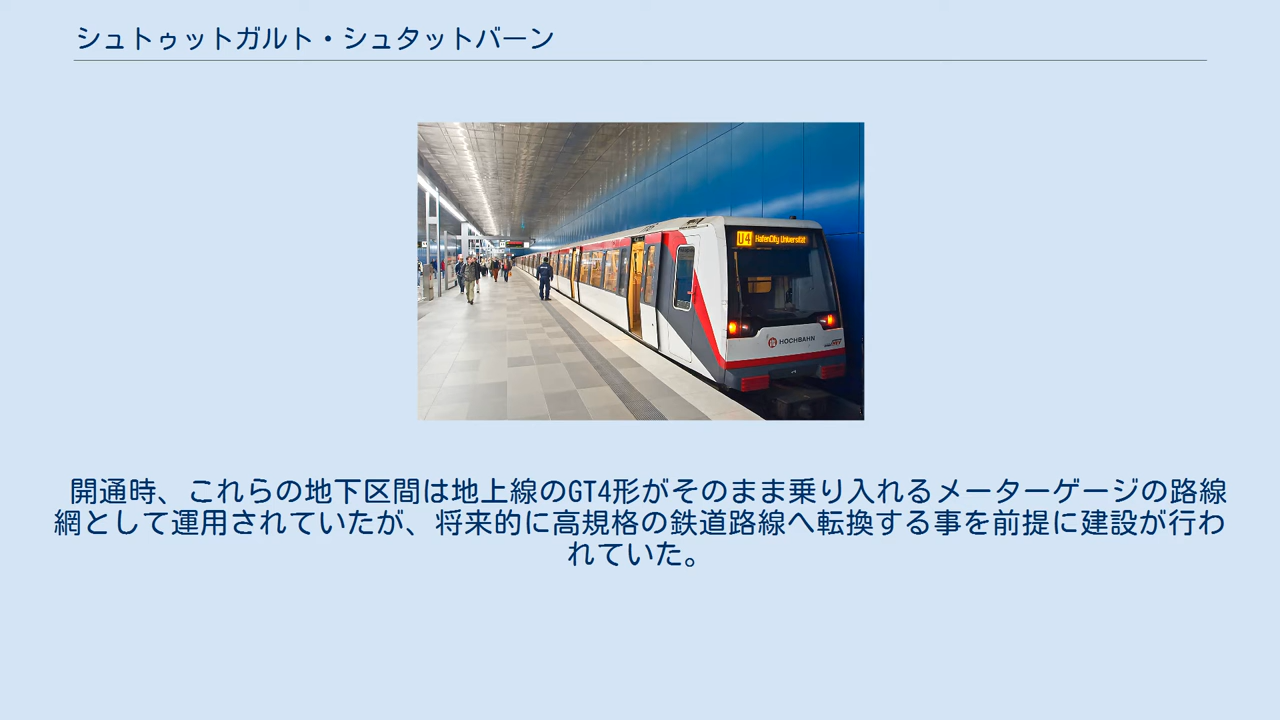 シュトゥットガルト・シュタットバーン
U4 HafenCity Universität
HOCHBAHN
開通時、これらの地下区間は地上線のGT4形がそのまま乗り入れるメーターゲージの路線
網として運用されていたが、将来的に高規格の鉄道路線へ転換する事を前提に建設が行わ
れていた。